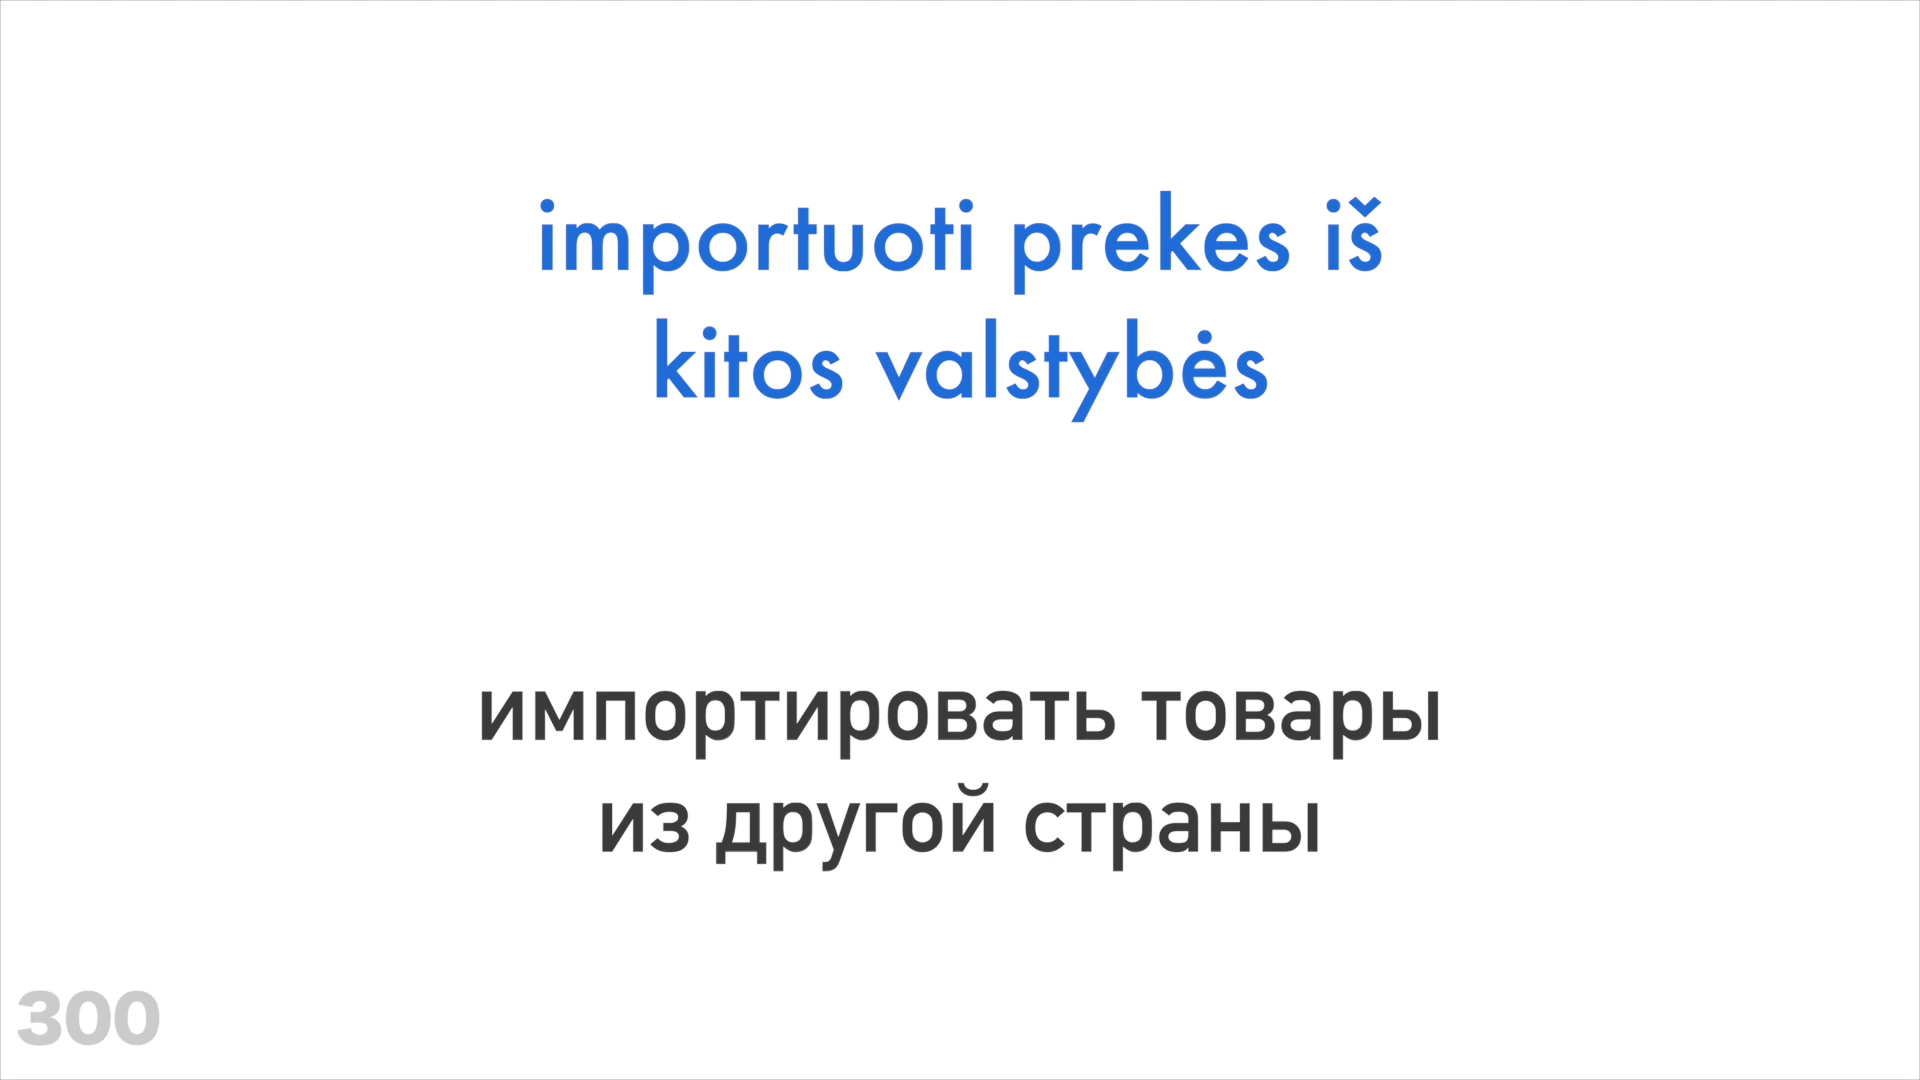 importuoti prekes iš
kitos valstybės
импортировать товары
из другой страны
300